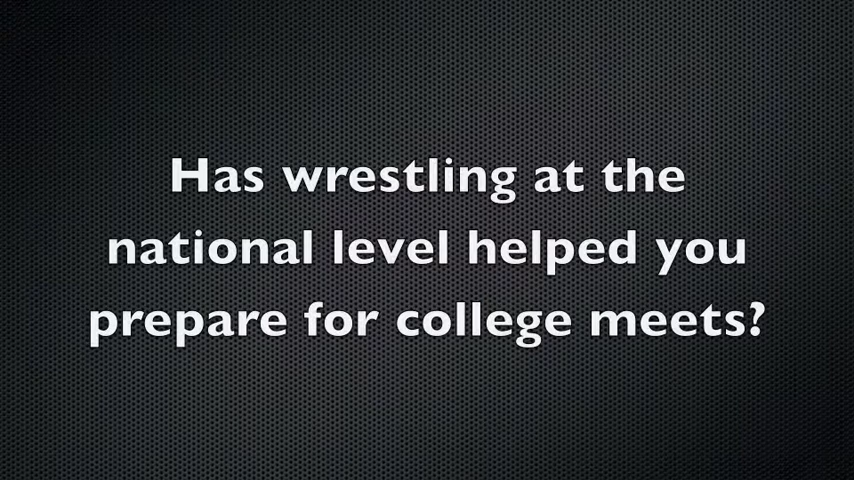 Has wrestling at the
national level helped you
prepare for college meets?